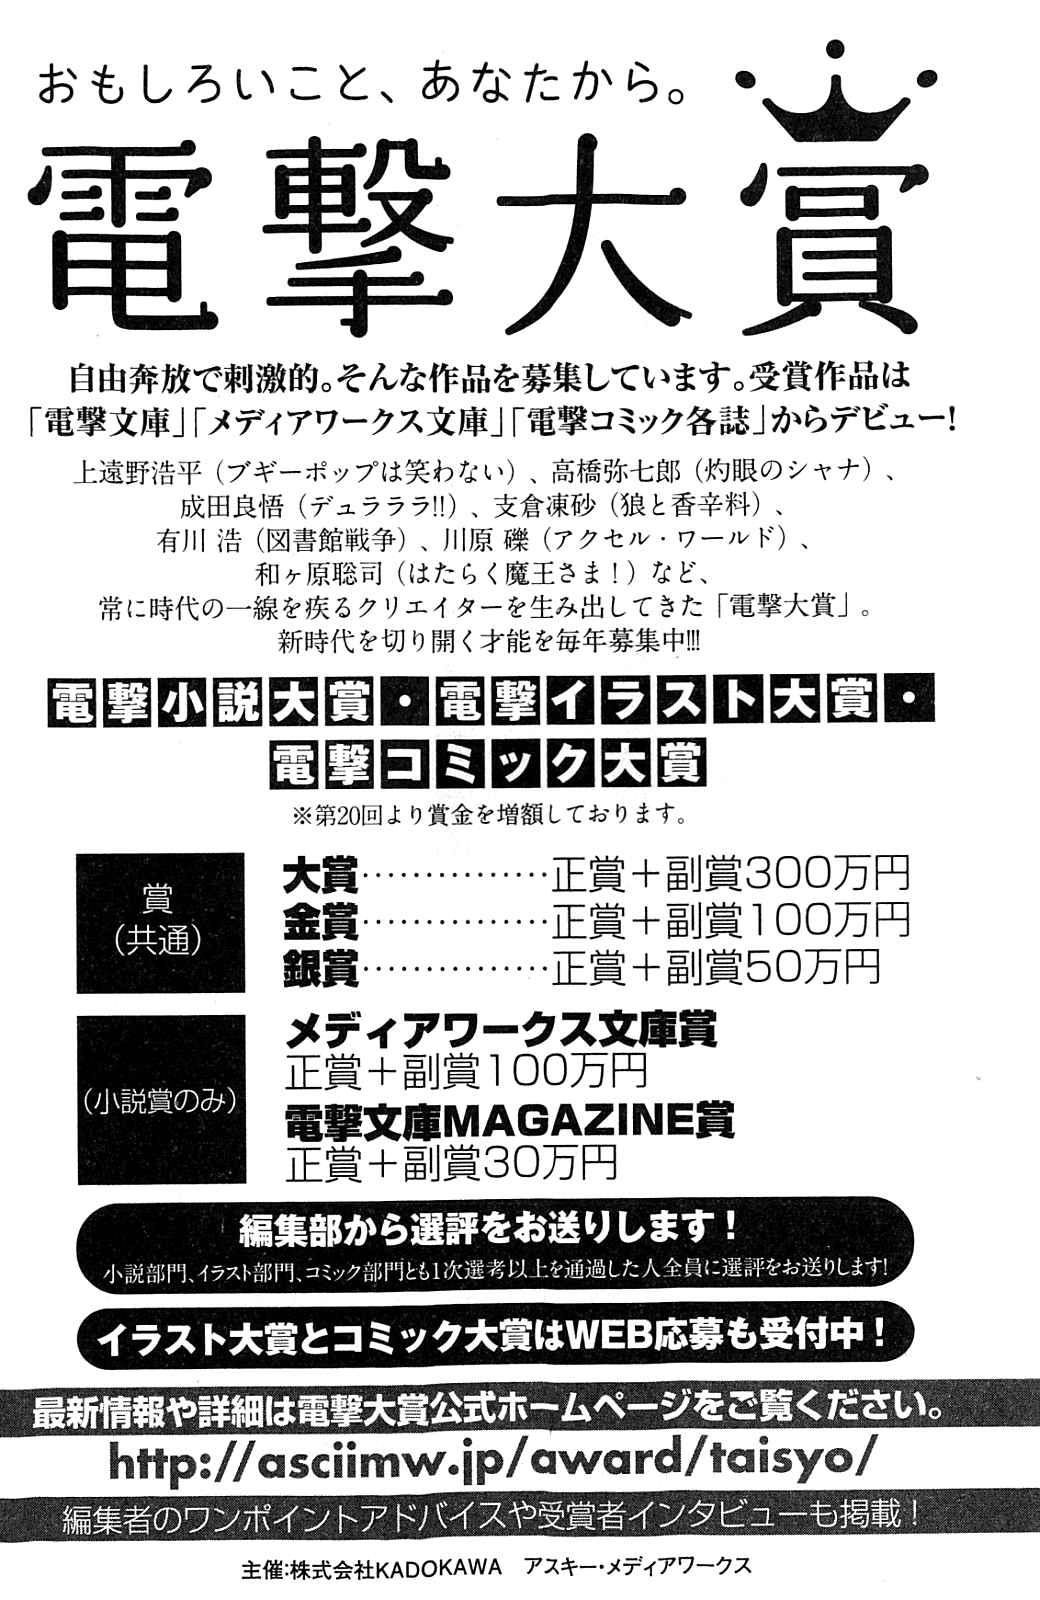 おもしろいこと、あなたから。
電撃大賞
自由奔放で刺激的。そんな作品を募集しています。受賞作品は
「電撃文庫」「メディアワークス文庫」「電撃コミック各誌」からデビュー!
上遠野浩平(ブギーポップは笑わない)、高橋弥七郎(灼眼のシャナ)、
成田良悟(デュラララ!!)、支倉凍砂(狼と香辛料)、
有川 浩(図書館戦争)、川原 礫(アクセル・ワールド)、
和ヶ原聡司(はたらく魔王さま!)など、
常に時代の一線を疾るクリエイターを生み出してきた「電撃大賞」。
新時代を切り開く才能を毎年募集中!!!
電撃小説大賞・電撃イラスト大賞・
電撃コミック大賞
※第20回より賞金を増額しております。
賞
(共通)
大賞……………正賞+副賞300万円
金賞……………正賞+副賞100万円
銀賞……………正賞+副賞50万円
(小説賞のみ)
メディアワークス文庫賞
正賞+副賞100万円
電撃文庫MAGAZINE賞
正賞+副賞30万円
編集部から選評をお送りします!
小説部門、イラスト部門、コミック部門とも1次選考以上を通過した人全員に選評をお送りします!
イラスト大賞とコミック大賞はWEB応募も受付中!
最新情報や詳細は電撃大賞公式ホームページをご覧ください。
http://asciimw.jp/award/taisyo/
編集者のワンポイントアドバイスや受賞者インタビューも掲載!
主催:株式会社KADOKAWA アスキー・メディアワークス